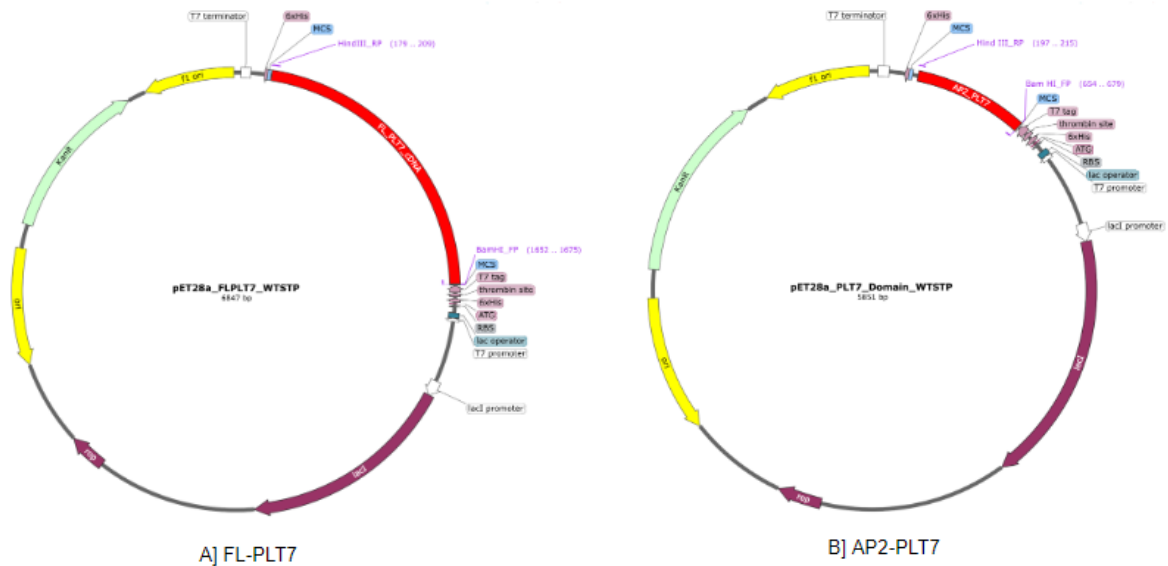 T7 terminator
6xHis
MCS
HindIII_RP (176 .. 209)
f1 ori
KanR
FL_PLT7_cDNA
BamHI_FP (1652 .. 1675)
MCS
T7 tag
thrombin site
6xHis
ATG
RBS
lac operator
T7 promoter
lacI promoter
lacI
rop
ori
pET28a_FLPLT7_WTSTP
6847 bp
A] FL-PLT7
T7 terminator
6xHis
MCS
Hind III_RP (197 .. 215)
f1 ori
KanR
AP2_PLT7
Bam HI_FP (654 .. 679)
MCS
T7 tag
thrombin site
6xHis
ATG
RBS
lac operator
T7 promoter
lacI promoter
lacI
rop
ori
pET28a_PLT7_Domain_WTSTP
5851 bp
B] AP2-PLT7